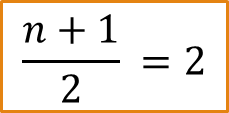 n + 1
2
= 2